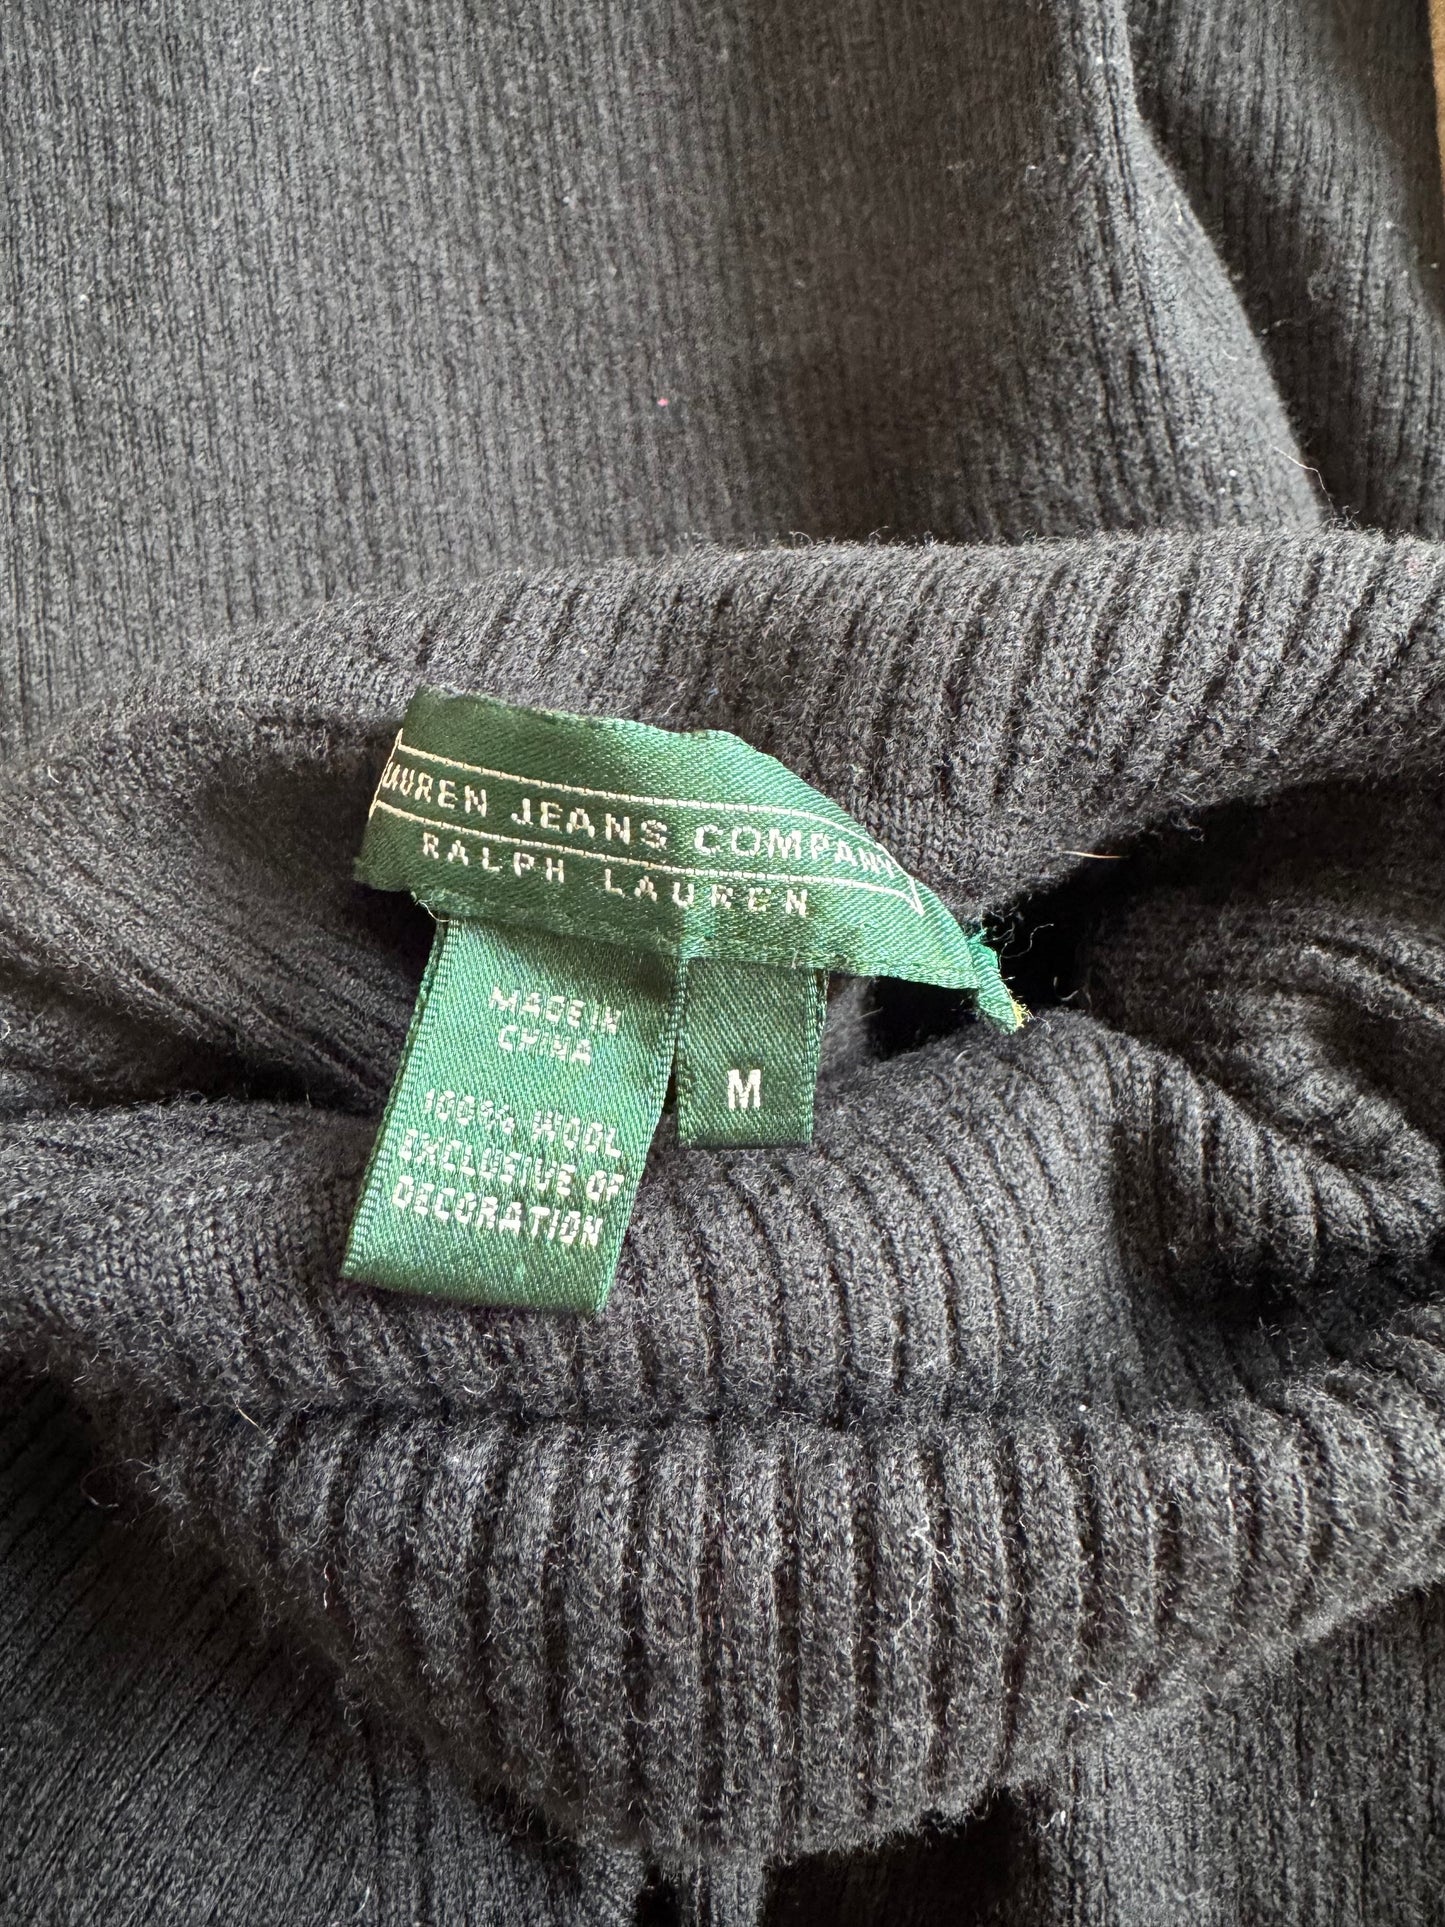 LAUREN JEANS COMPANY
RALPH LAUREN
MADE IN
CHINA
100% WOOL
EXCLUSIVE OF
DECORATION
M